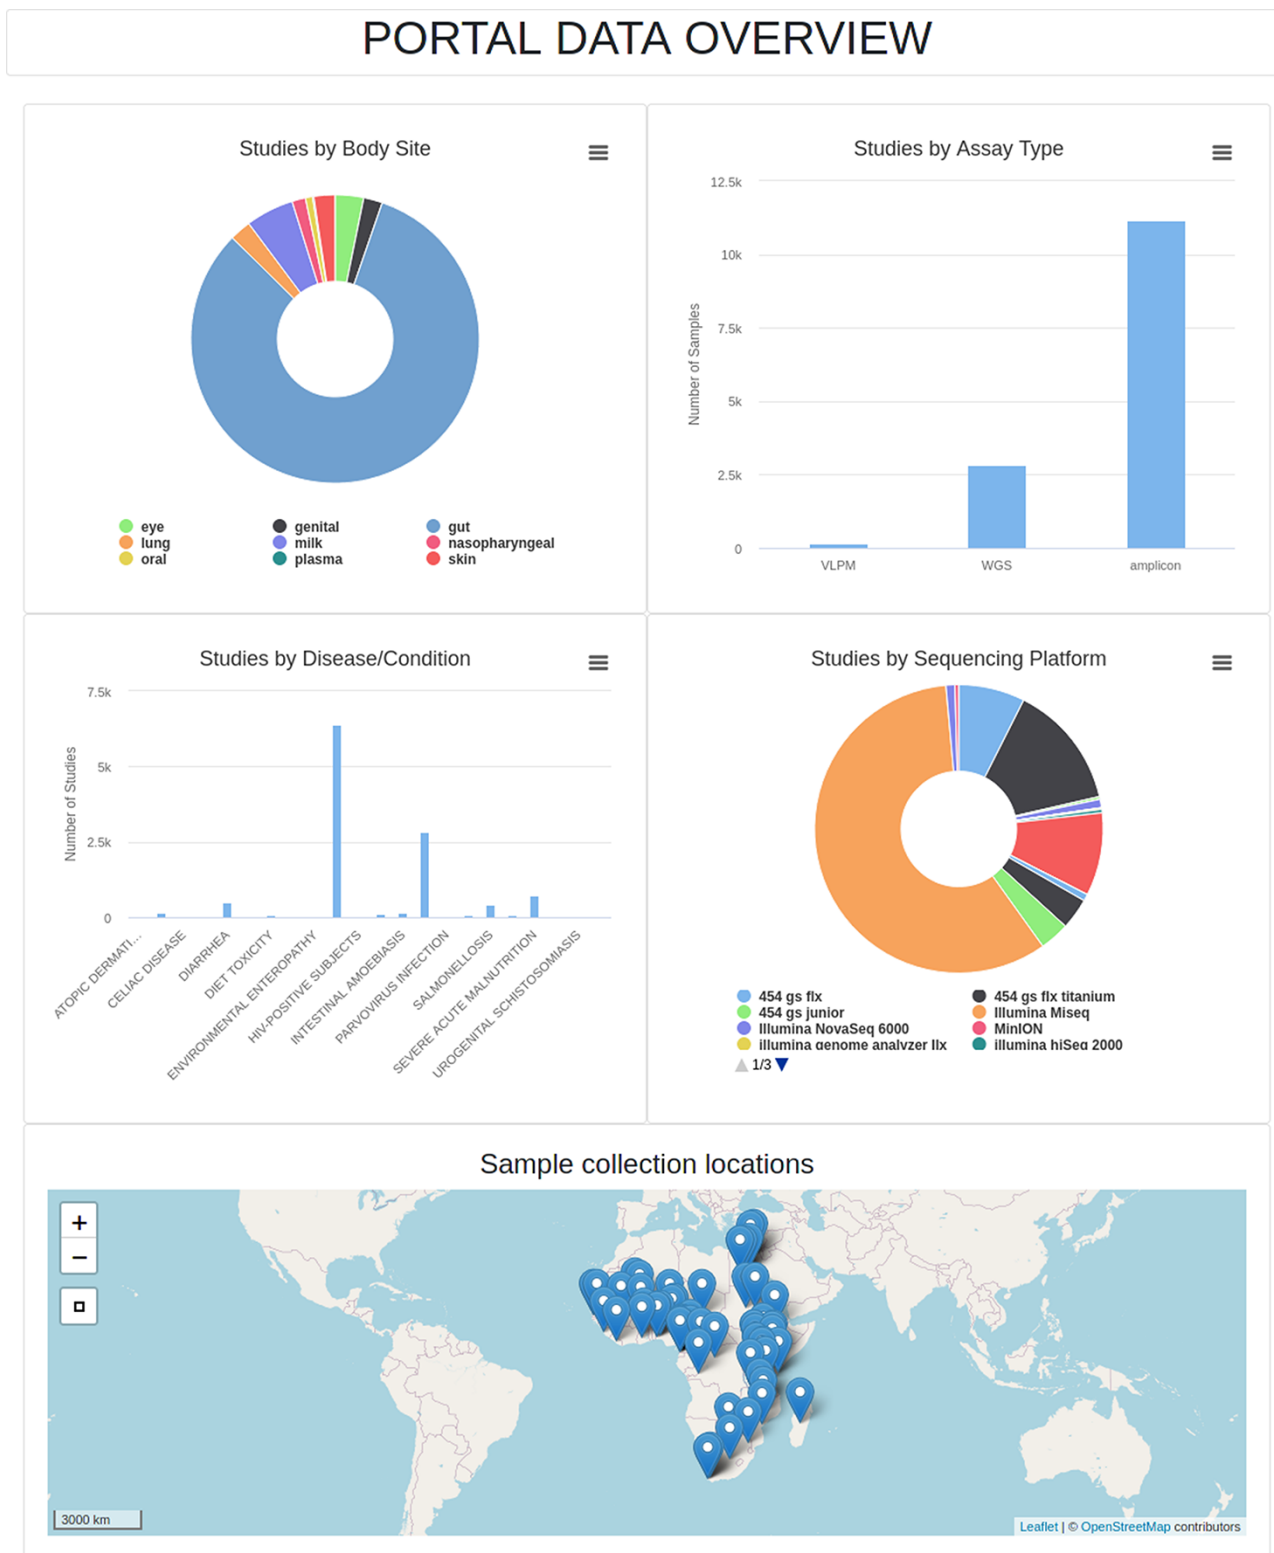 PORTAL DATA OVERVIEW
Studies by Body Site
eye
genital
gut
lung
milk
nasopharyngeal
oral
plasma
skin
Studies by Assay Type
Number of Samples
12.5k
10k
7.5k
5k
2.5k
0
VLPM
WGS
amplicon
Studies by Disease/Condition
Number of Studies
7.5k
5k
2.5k
0
ATOPIC DERMATI...
CELIAC DISEASE
DIARRHEA
DIET TOXICITY
ENVIRONMENTAL ENTEROPATHY
HIV-POSITIVE SUBJECTS
INTESTINAL AMOEBIASIS
PARVOVIRUS INFECTION
SALMONELLOSIS
SEVERE ACUTE MALNUTRITION
UROGENITAL SCHISTOSOMIASIS
Studies by Sequencing Platform
454 gs flx
454 gs flx titanium
454 gs junior
Illumina Miseq
Illumina NovaSeq 6000
MinION
illumina genome analyzer IIx
illumina hiSeq 2000
1/3
Sample collection locations
+
−
3000 km
Leaflet | © OpenStreetMap contributors